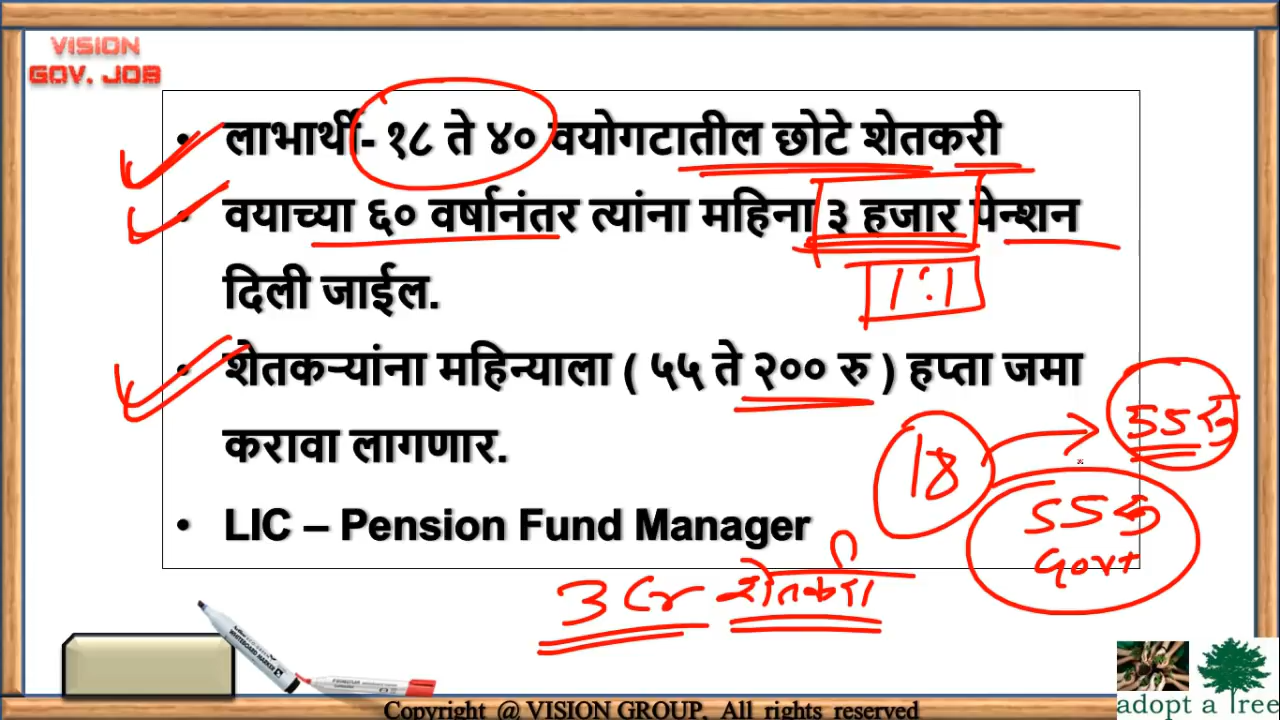 VISION
GOV. JOB
• लाभार्थी- १८ ते ४० वयोगटातील छोटे शेतकरी
• वयाच्या ६० वर्षानंतर त्यांना महिना ३ हजार पेन्शन
दिली जाईल.
1:1
• शेतकऱ्यांना महिन्याला ( ५५ ते २०० रु ) हप्ता जमा
करावा लागणार.
18
55 रु
55 रु
Govt
• LIC – Pension Fund Manager
3 Cr शेतकरी
Copyright @ VISION GROUP. All rights reserved
adopt a Tree